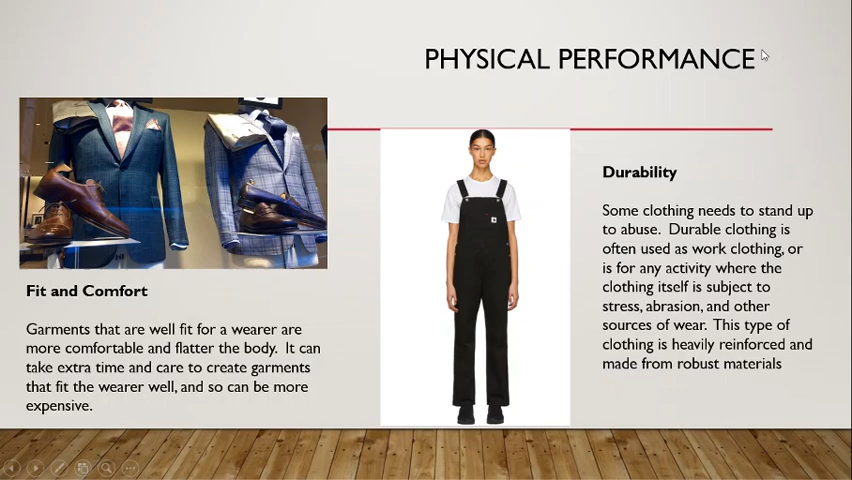 PHYSICAL PERFORMANCE
Fit and Comfort
Garments that are well fit for a wearer are
more comfortable and flatter the body.  It can
take extra time and care to create garments
that fit the wearer well, and so can be more
expensive.
Durability
Some clothing needs to stand up
to abuse.  Durable clothing is
often used as work clothing, or
is for any activity where the
clothing itself is subject to
stress, abrasion, and other
sources of wear.  This type of
clothing is heavily reinforced and
made from robust materials